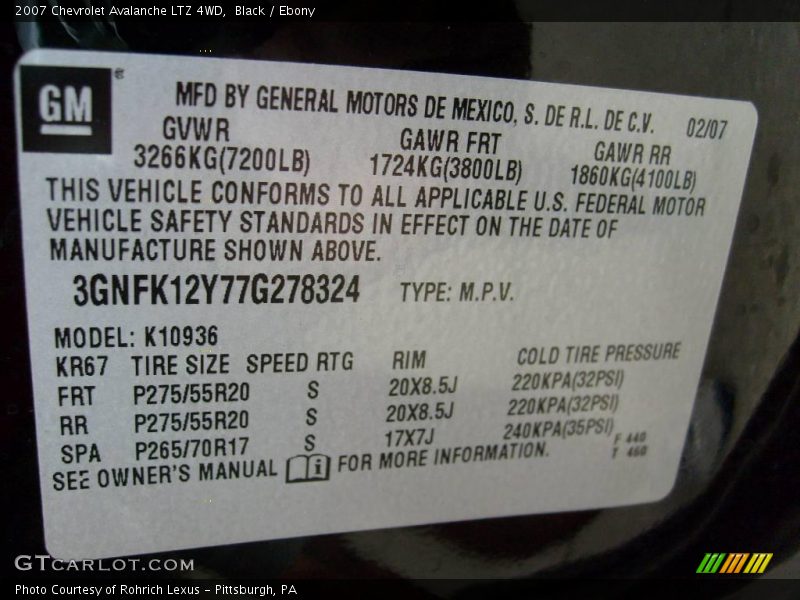 2007 Chevrolet Avalanche LTZ 4WD, Black / Ebony
GM ®
MFD BY GENERAL MOTORS DE MEXICO, S. DE R.L. DE C.V. 02/07
GVWR GAWR FRT GAWR RR
3266KG(7200LB) 1724KG(3800LB) 1860KG(4100LB)
THIS VEHICLE CONFORMS TO ALL APPLICABLE U.S. FEDERAL MOTOR
VEHICLE SAFETY STANDARDS IN EFFECT ON THE DATE OF
MANUFACTURE SHOWN ABOVE.
3GNFK12Y77G278324 TYPE: M.P.V.
MODEL: K10936
KR67 TIRE SIZE SPEED RTG RIM COLD TIRE PRESSURE
FRT P275/55R20 S 20X8.5J 220KPA(32PSI)
RR P275/55R20 S 20X8.5J 220KPA(32PSI)
SPA P265/70R17 S 17X7J 240KPA(35PSI)
F 440
T 460
SEE OWNER'S MANUAL i FOR MORE INFORMATION.
GTCARLOT.COM
Photo Courtesy of Rohrich Lexus - Pittsburgh, PA